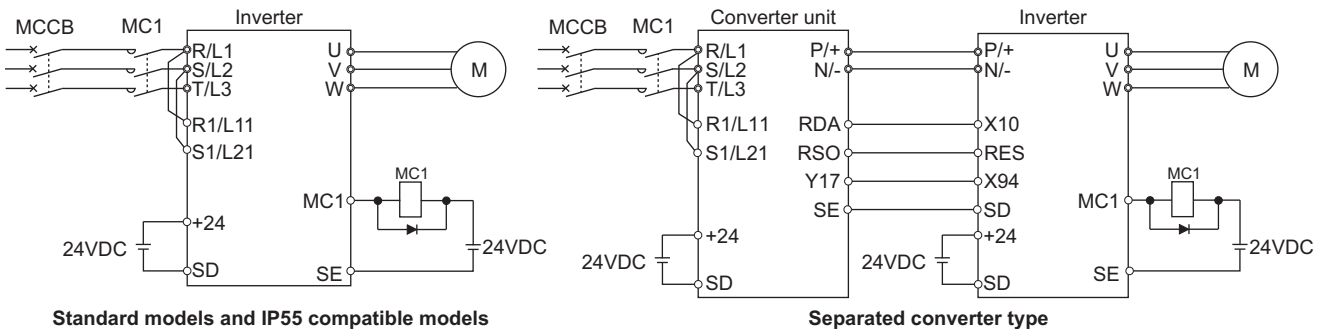 Inverter
MCCB MC1
R/L1
S/L2
T/L3
R1/L11
S1/L21
U
V
W
M
MC1
MC1
+24
24VDC
SD
24VDC
SE
Standard models and IP55 compatible models
Converter unit
Inverter
MCCB MC1
R/L1
S/L2
T/L3
R1/L11
S1/L21
P/+
N/-
P/+
N/-
U
V
W
M
RDA
X10
RSO
RES
Y17
X94
SE
SD
MC1
MC1
+24
24VDC
SD
+24
24VDC
SD
24VDC
SE
Separated converter type